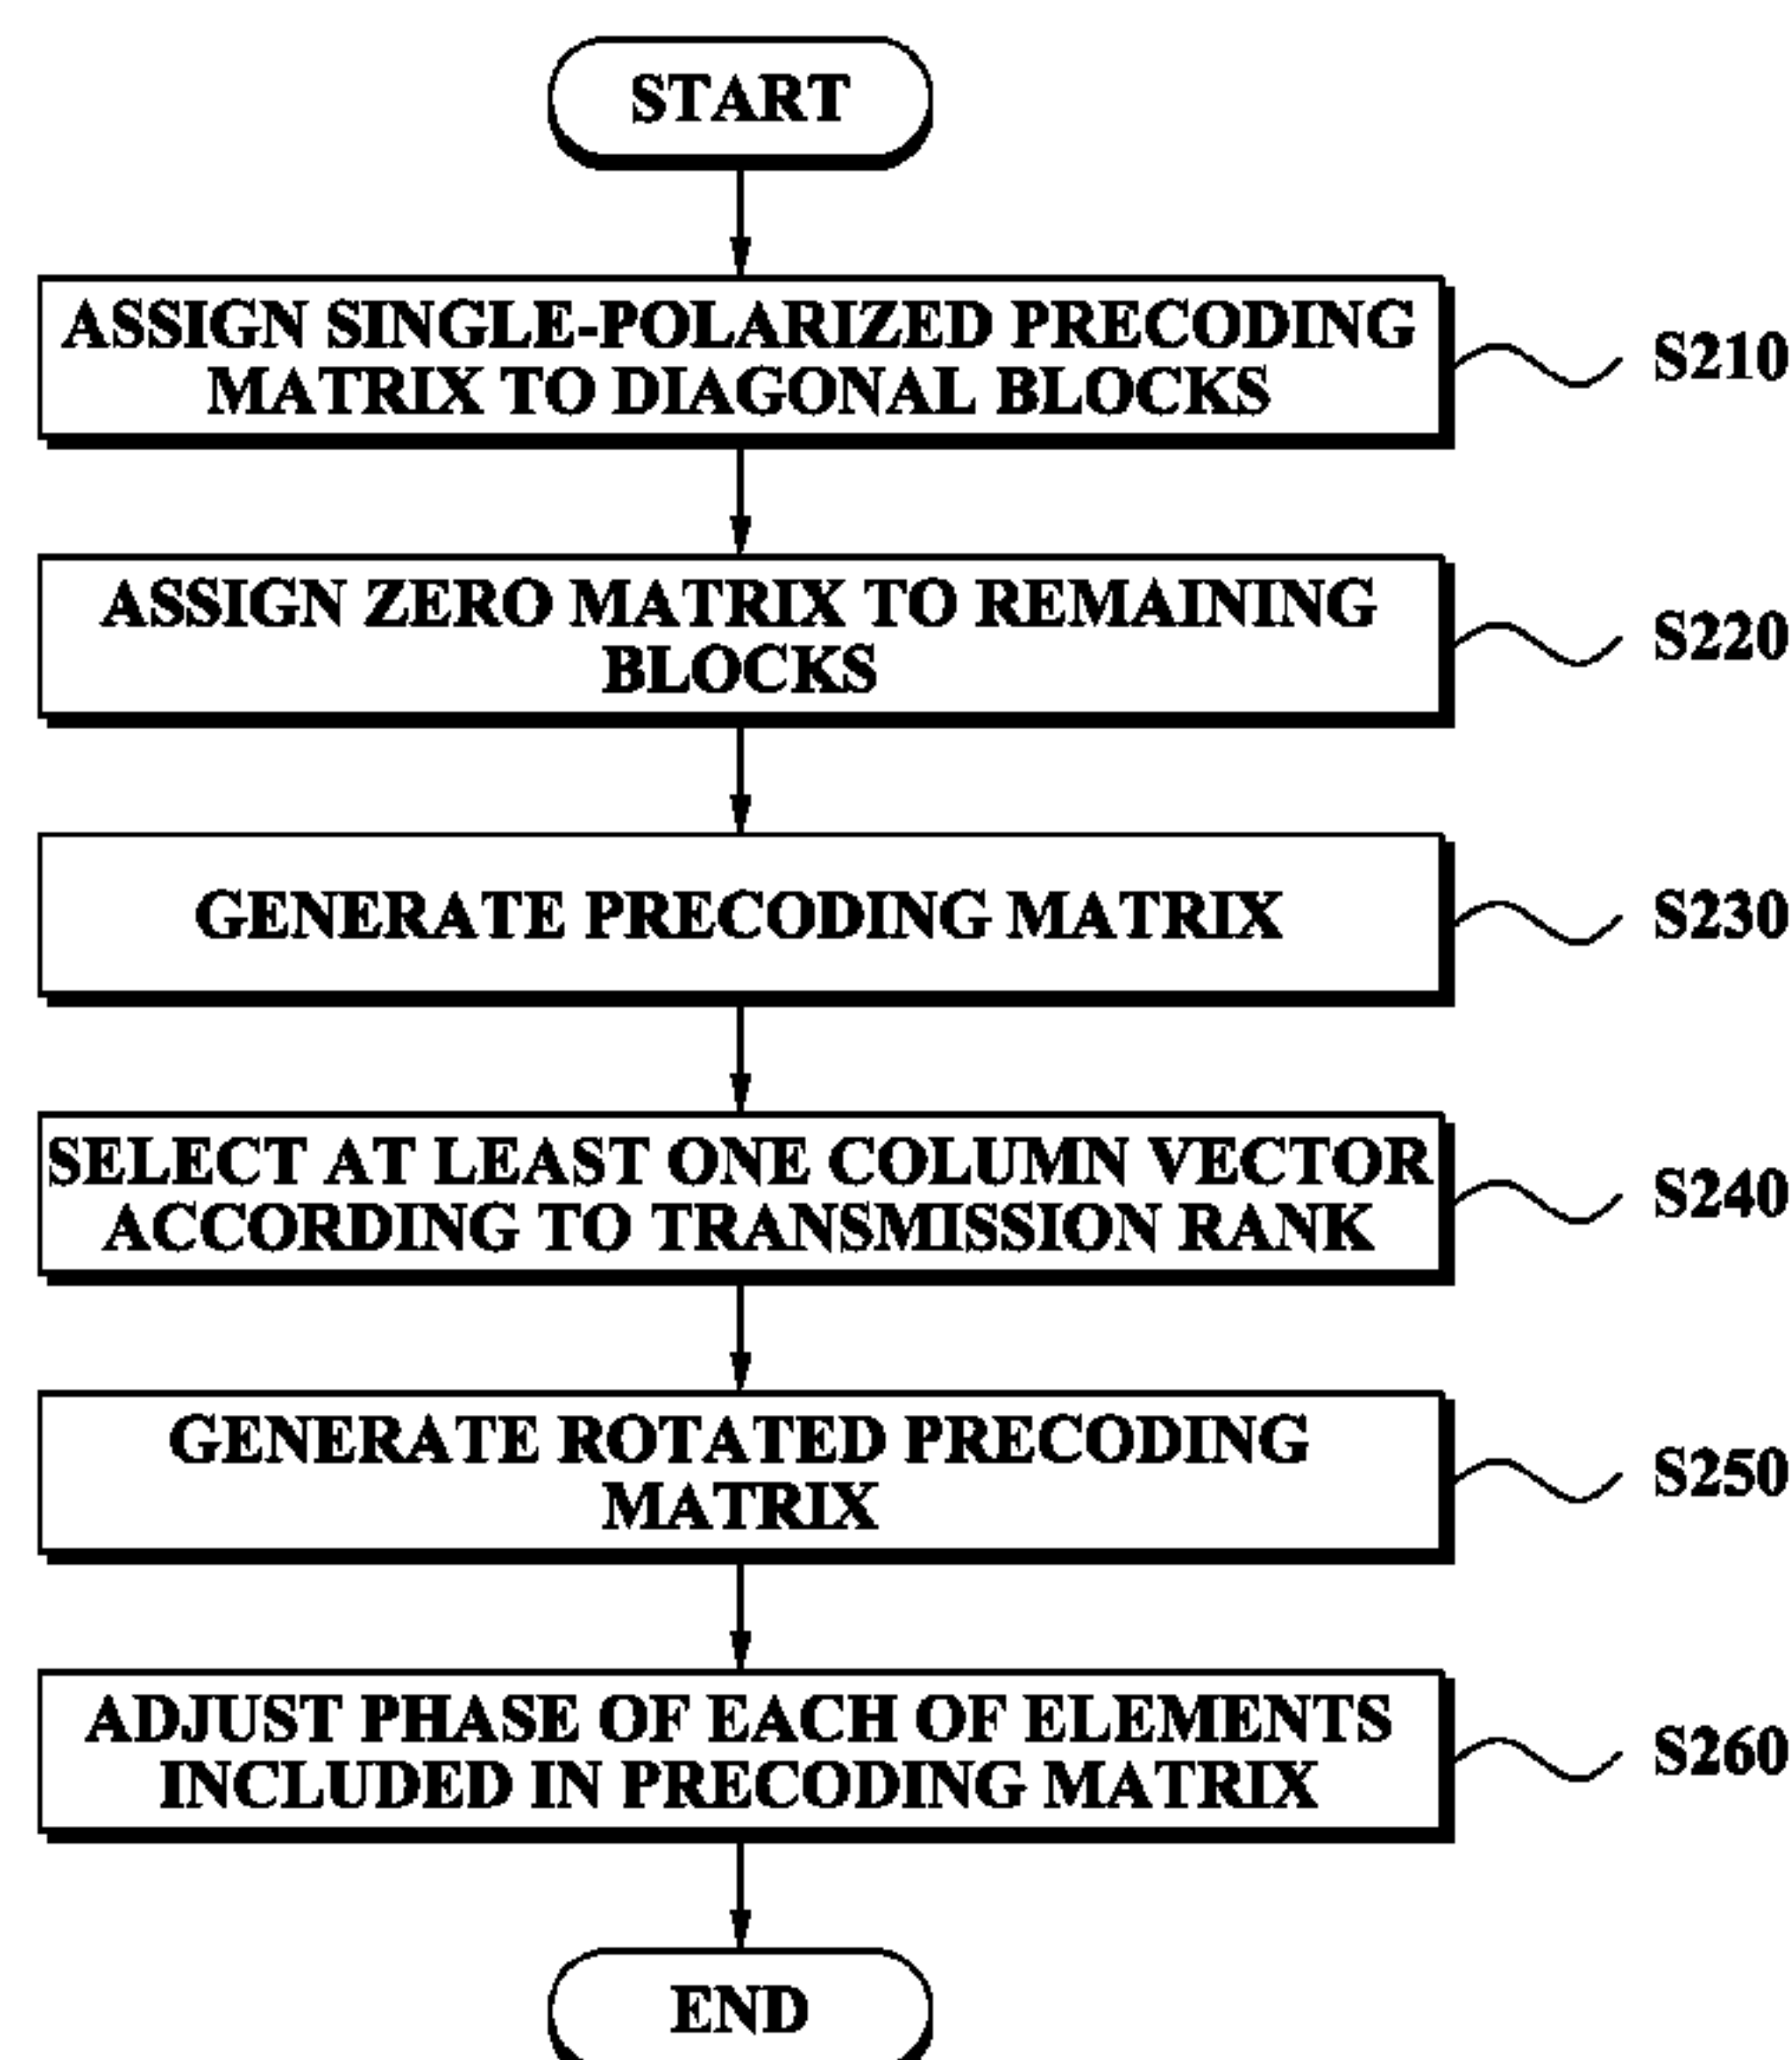 START
ASSIGN SINGLE-POLARIZED PRECODING
MATRIX TO DIAGONAL BLOCKS
S210
ASSIGN ZERO MATRIX TO REMAINING
BLOCKS
S220
GENERATE PRECODING MATRIX
S230
SELECT AT LEAST ONE COLUMN VECTOR
ACCORDING TO TRANSMISSION RANK
S240
GENERATE ROTATED PRECODING
MATRIX
S250
ADJUST PHASE OF EACH OF ELEMENTS
INCLUDED IN PRECODING MATRIX
S260
END